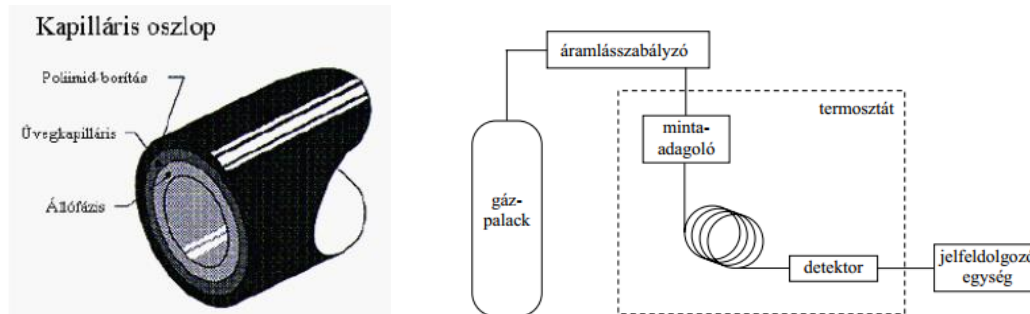 Kapilláris oszlop
Poliimid-borítás
Üvegkapilláris
Állófázis
áramlásszabályzó
termosztát
minta-
adagoló
gáz-
palack
detektor
jelfeldolgozó
egység